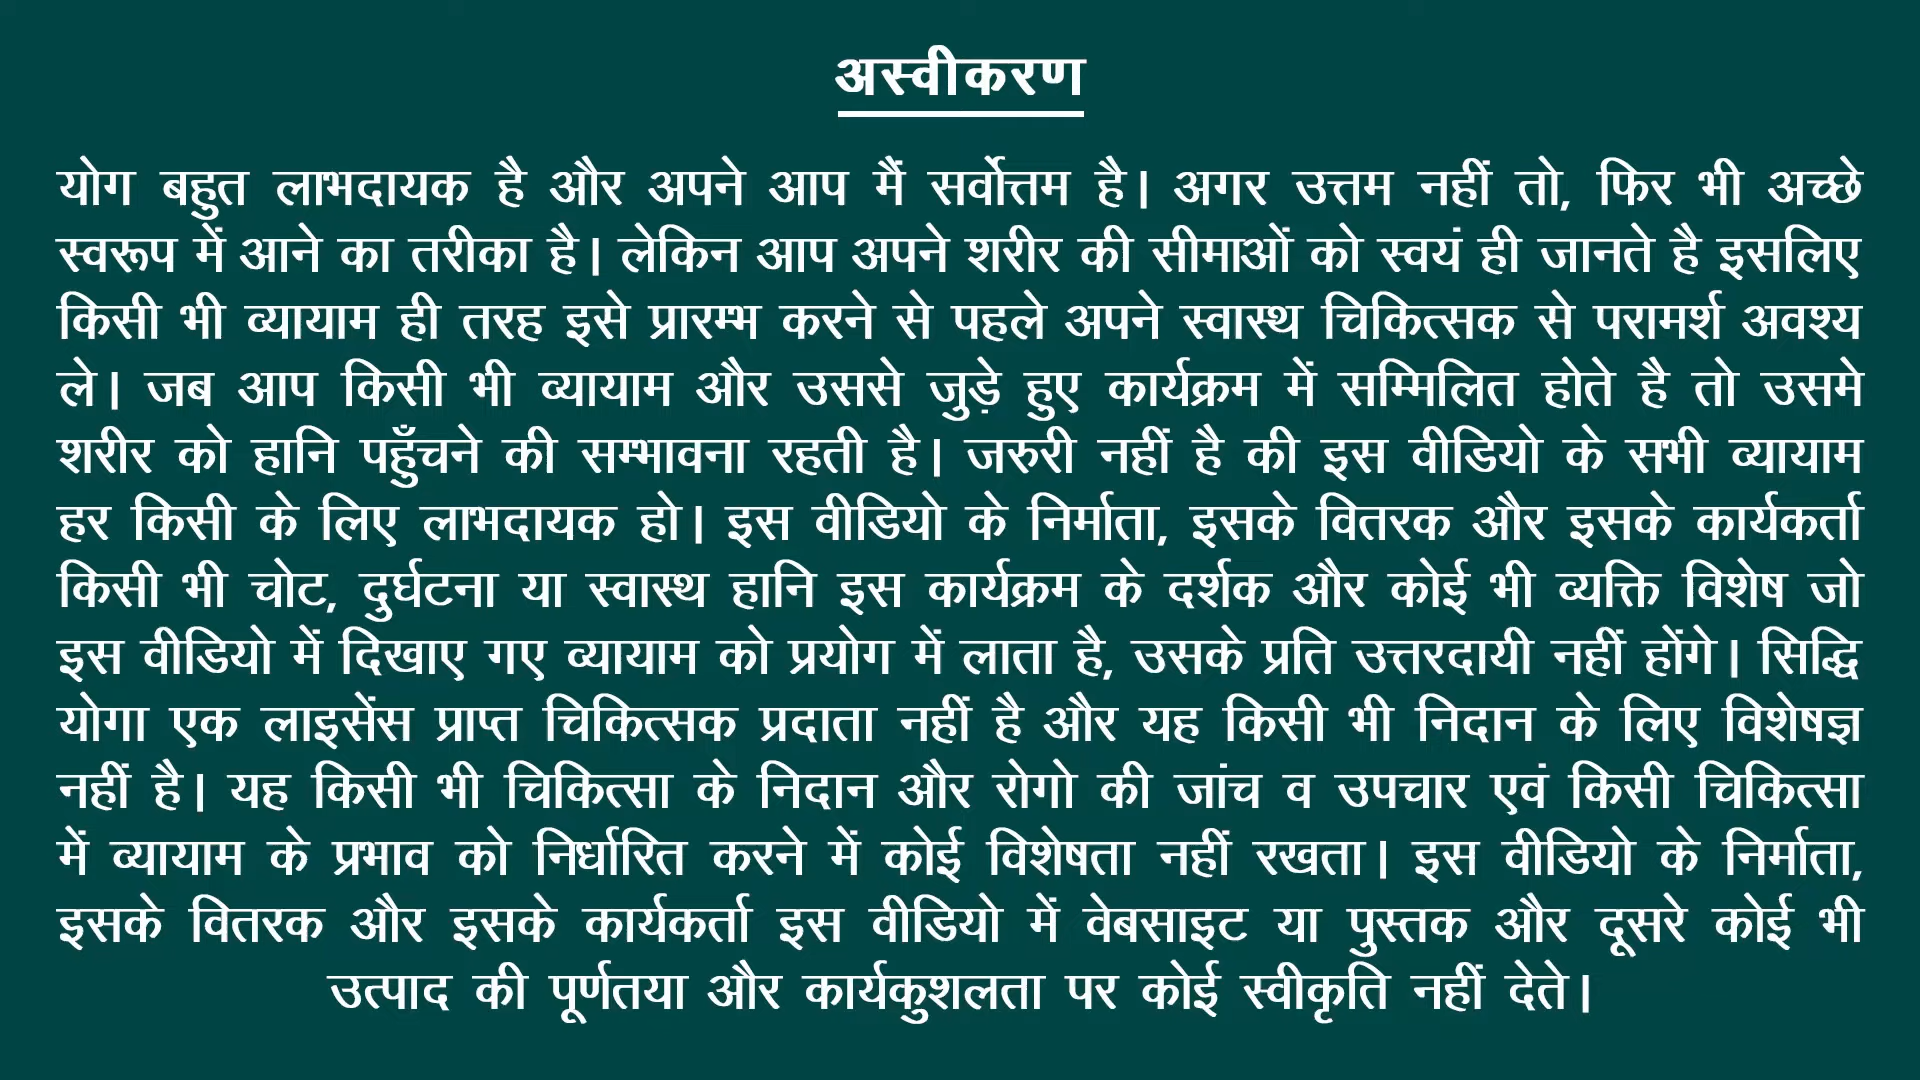 अस्वीकरण
योग बहुत लाभदायक है और अपने आप मैं सर्वोत्तम है। अगर उत्तम नहीं तो, फिर भी अच्छे
स्वरूप में आने का तरीका है। लेकिन आप अपने शरीर की सीमाओं को स्वयं ही जानते है इसलिए
किसी भी व्यायाम ही तरह इसे प्रारम्भ करने से पहले अपने स्वास्थ चिकित्सक से परामर्श अवश्य
ले। जब आप किसी भी व्यायाम और उससे जुड़े हुए कार्यक्रम में सम्मिलित होते है तो उसमे
शरीर को हानि पहुँचने की सम्भावना रहती है। जरुरी नहीं है की इस वीडियो के सभी व्यायाम
हर किसी के लिए लाभदायक हो। इस वीडियो के निर्माता, इसके वितरक और इसके कार्यकर्ता
किसी भी चोट, दुर्घटना या स्वास्थ हानि इस कार्यक्रम के दर्शक और कोई भी व्यक्ति विशेष जो
इस वीडियो में दिखाए गए व्यायाम को प्रयोग में लाता है, उसके प्रति उत्तरदायी नहीं होंगे। सिद्धि
योगा एक लाइसेंस प्राप्त चिकित्सक प्रदाता नहीं है और यह किसी भी निदान के लिए विशेषज्ञ
नहीं है। यह किसी भी चिकित्सा के निदान और रोगो की जांच व उपचार एवं किसी चिकित्सा
में व्यायाम के प्रभाव को निर्धारित करने में कोई विशेषता नहीं रखता। इस वीडियो के निर्माता,
इसके वितरक और इसके कार्यकर्ता इस वीडियो में वेबसाइट या पुस्तक और दूसरे कोई भी
उत्पाद की पूर्णतया और कार्यकुशलता पर कोई स्वीकृति नहीं देते।